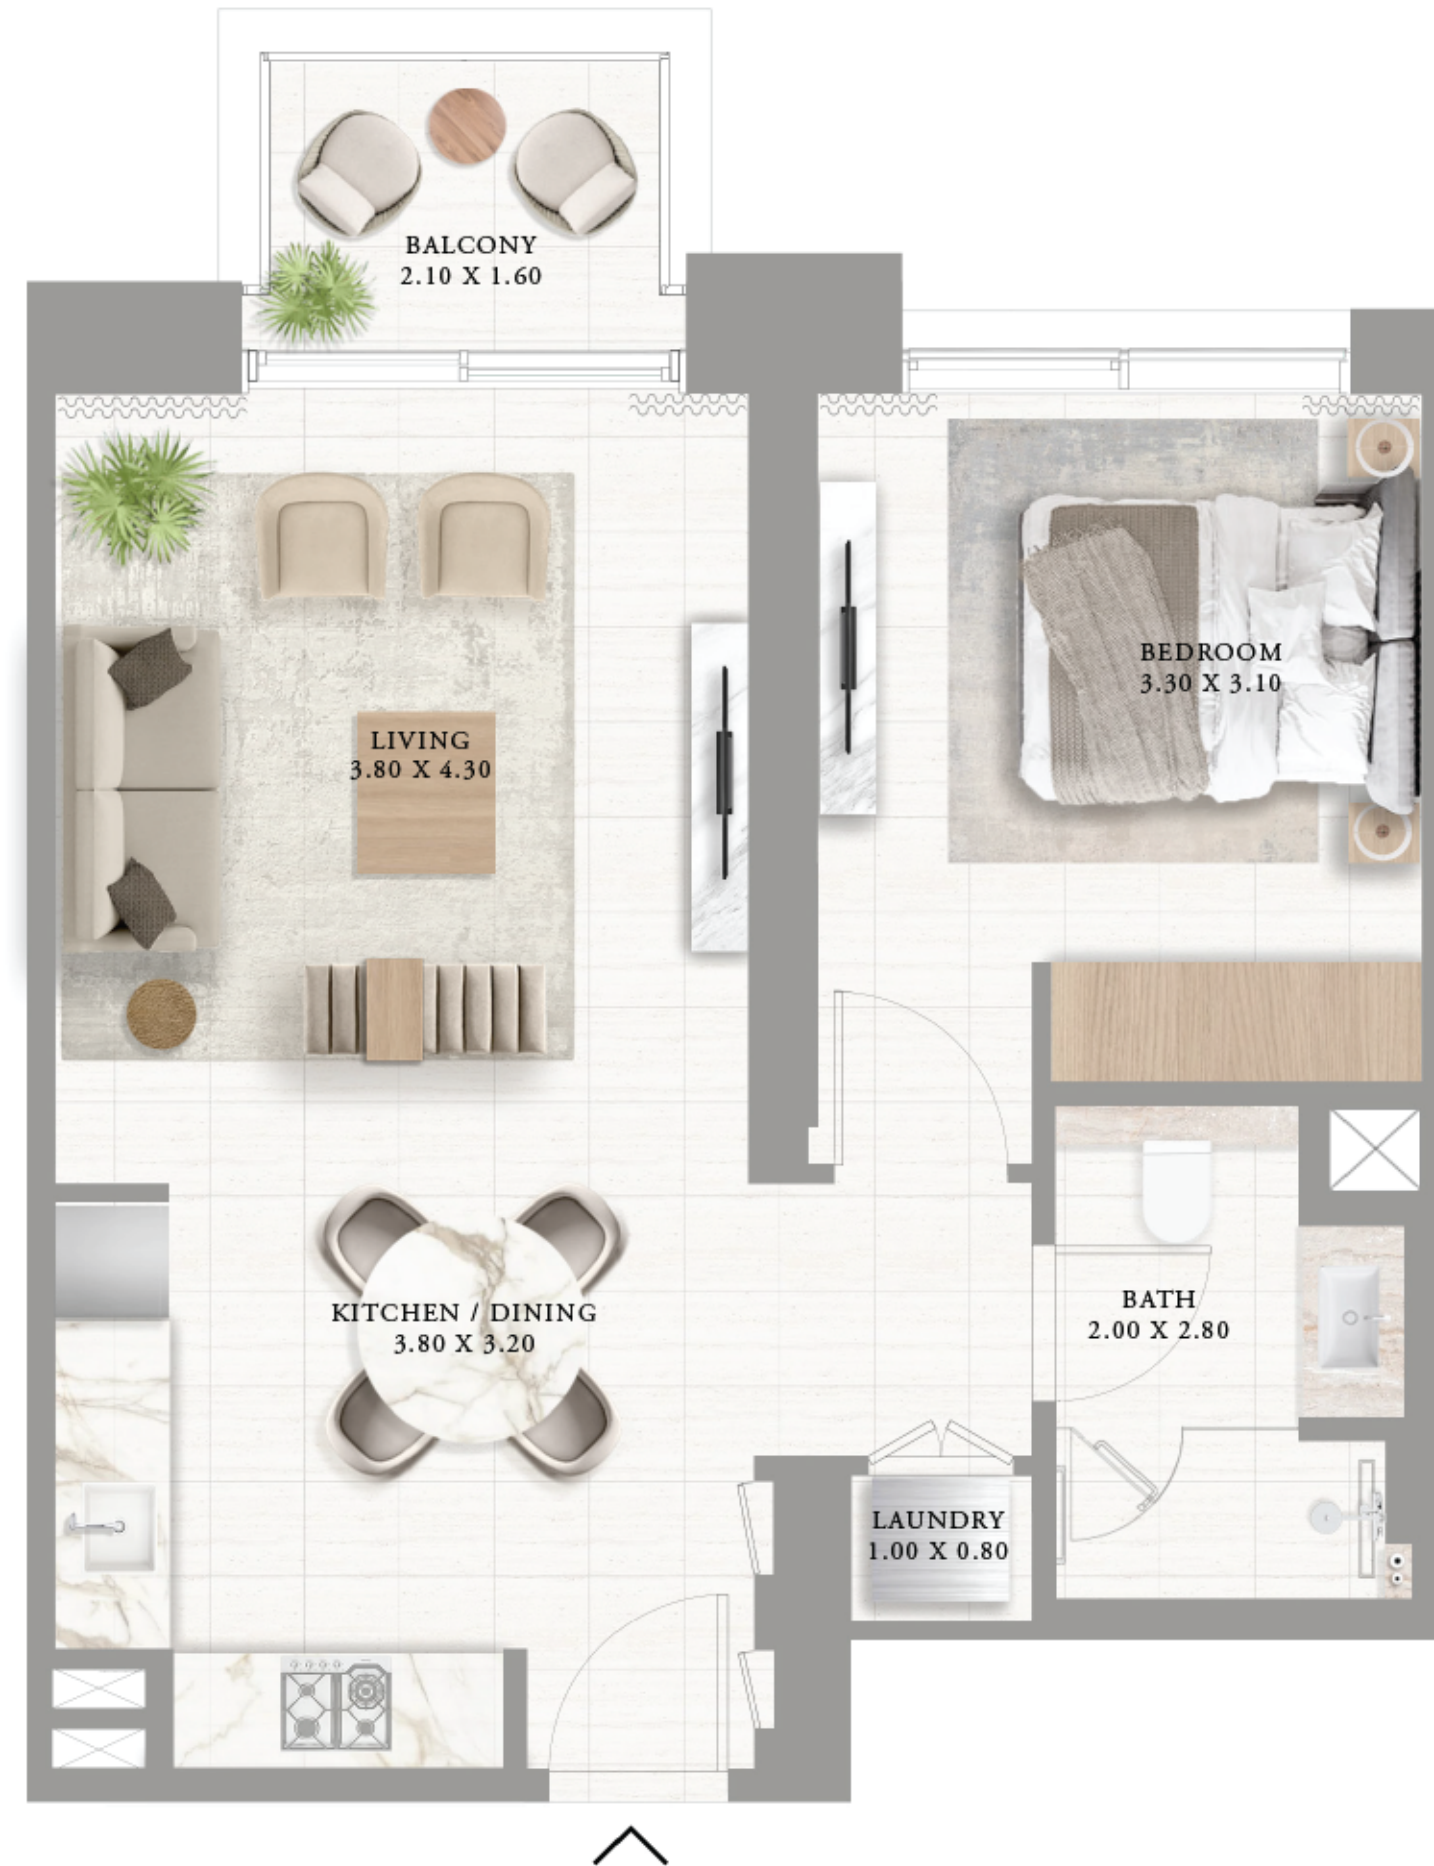 BALCONY
2.10 X 1.60
BEDROOM
3.30 X 3.10
LIVING
3.80 X 4.30
KITCHEN / DINING
3.80 X 3.20
BATH
2.00 X 2.80
LAUNDRY
1.00 X 0.80